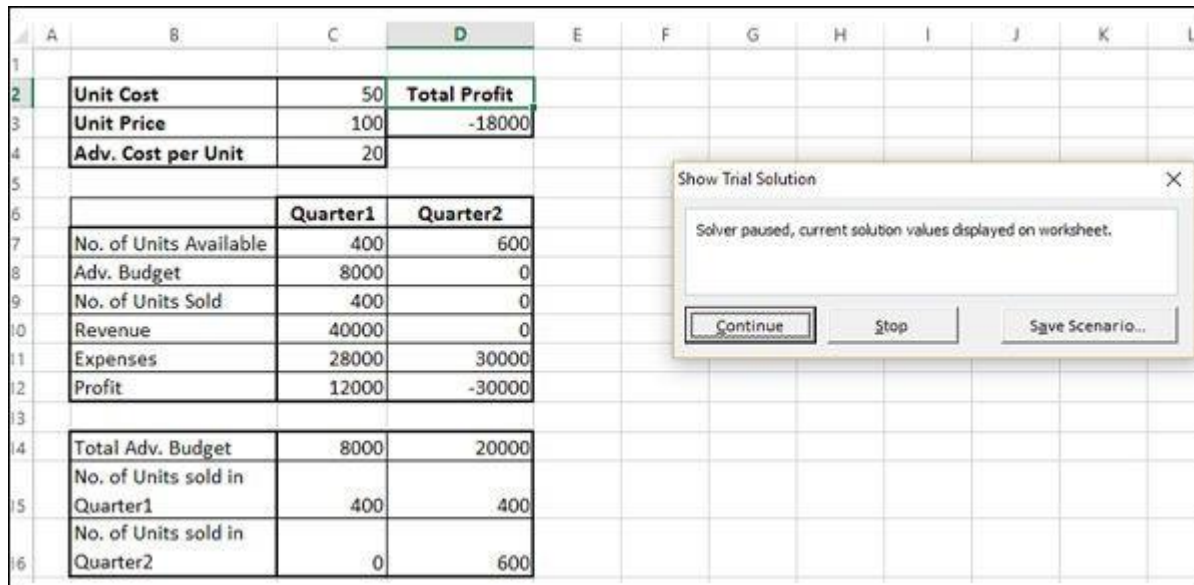 A B C D E F G H I J K L
1
2 Unit Cost 50 Total Profit
3 Unit Price 100 -18000
4 Adv. Cost per Unit 20
5 Show Trial Solution
6 Quarter1 Quarter2
Solver paused, current solution values displayed on worksheet.
7 No. of Units Available 400 600
8 Adv. Budget 8000 0
9 No. of Units Sold 400 0
10 Revenue 40000 0
Continue Stop Save Scenario...
11 Expenses 28000 30000
12 Profit 12000 -30000
13
14 Total Adv. Budget 8000 20000
No. of Units sold in
15 Quarter1 400 400
No. of Units sold in
16 Quarter2 0 600